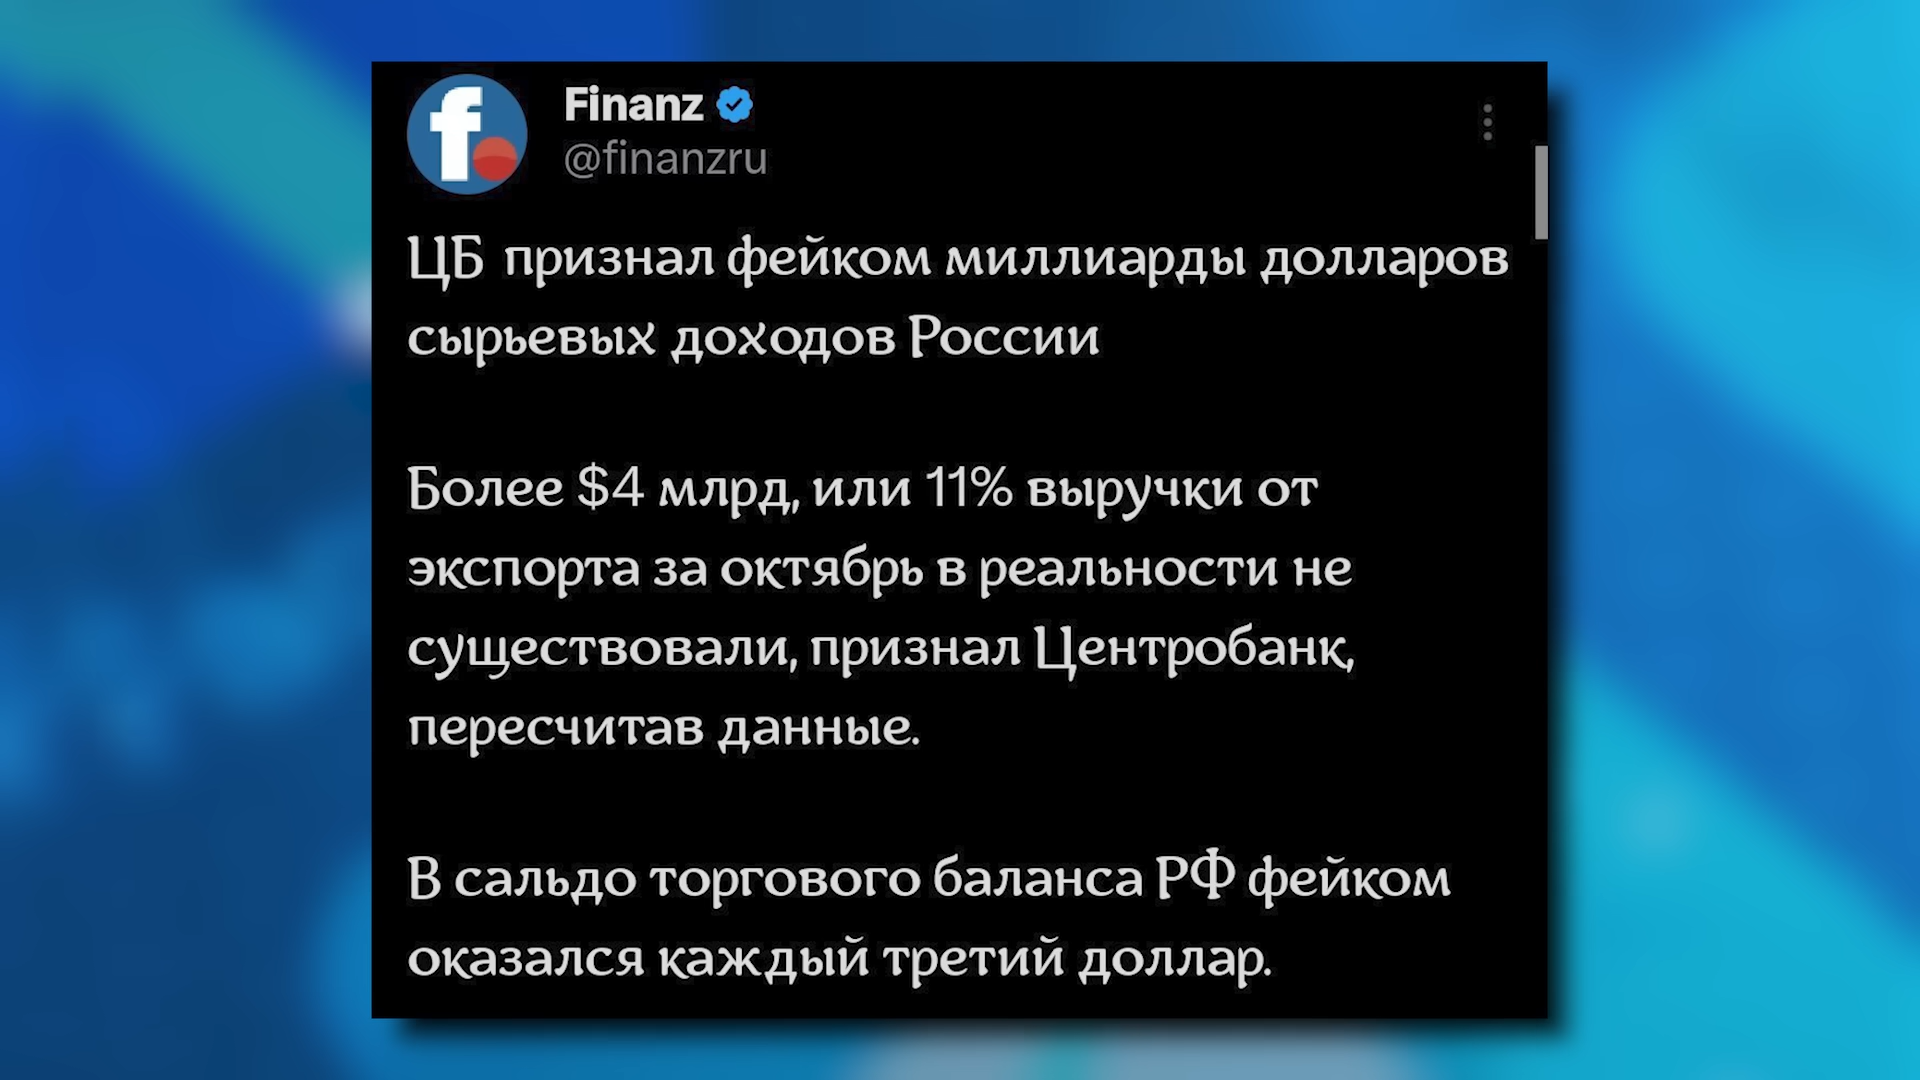 Finanz
@finanzru
ЦБ признал фейком миллиарды долларов
сырьевых доходов России
Более $4 млрд, или 11% выручки от
экспорта за октябрь в реальности не
существовали, признал Центробанк,
пересчитав данные.
В сальдо торгового баланса РФ фейком
оказался каждый третий доллар.